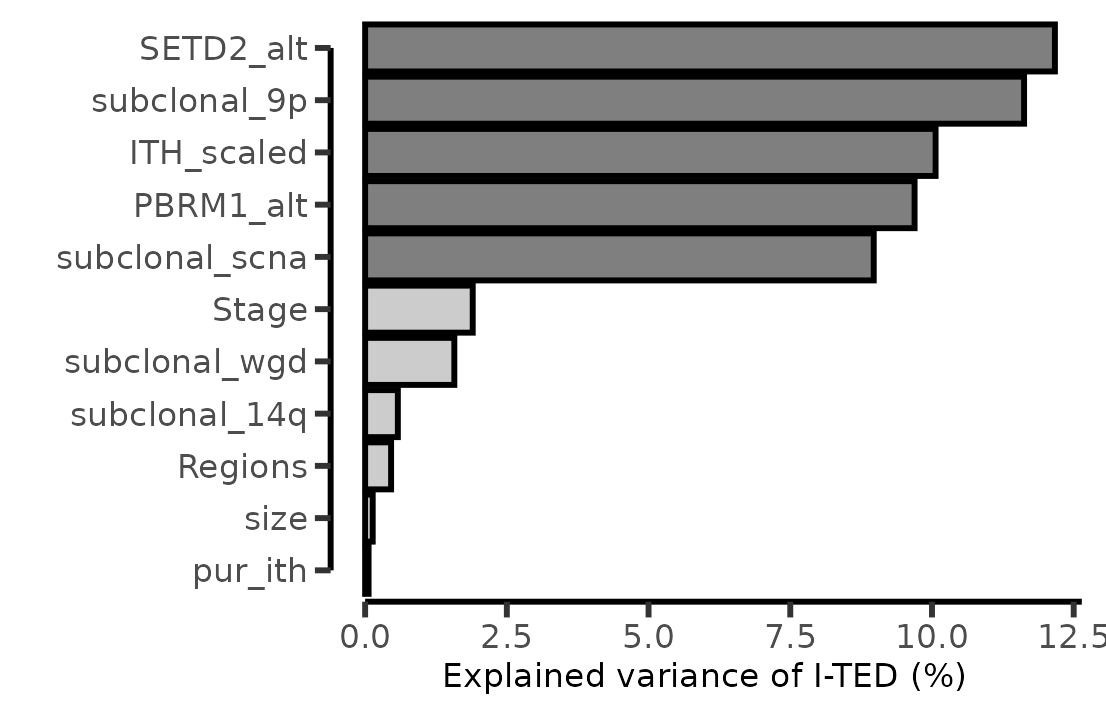 SETD2_alt
subclonal_9p
ITH_scaled
PBRM1_alt
subclonal_scna
Stage
subclonal_wgd
subclonal_14q
Regions
size
pur_ith
0.0 2.5 5.0 7.5 10.0 12.5
Explained variance of I-TED (%)